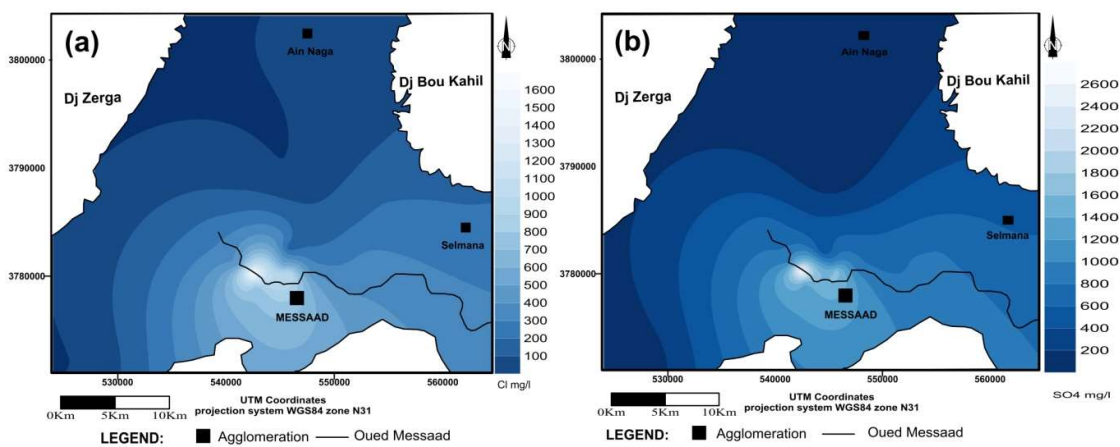 (a)
Ain Naga
Dj Zerga
Dj Bou Kahil
Selmana
MESSAAD
3800000
3790000
3780000
530000
540000
550000
560000
N
1600
1500
1400
1300
1200
1100
1000
900
800
700
600
500
400
300
200
100
Cl mg/l
0Km
5Km
10Km
UTM Coordinates
projection system WGS84 zone N31
LEGEND:
Agglomeration
Oued Messaad
(b)
Ain Naga
Dj Zerga
Dj Bou Kahil
Selmana
MESSAAD
3800000
3790000
3780000
530000
540000
550000
560000
N
2600
2400
2200
2000
1800
1600
1400
1200
1000
800
600
400
200
SO4 mg/l
0Km
5Km
10Km
UTM Coordinates
projection system WGS84 zone N31
LEGEND:
Agglomeration
Oued Messaad